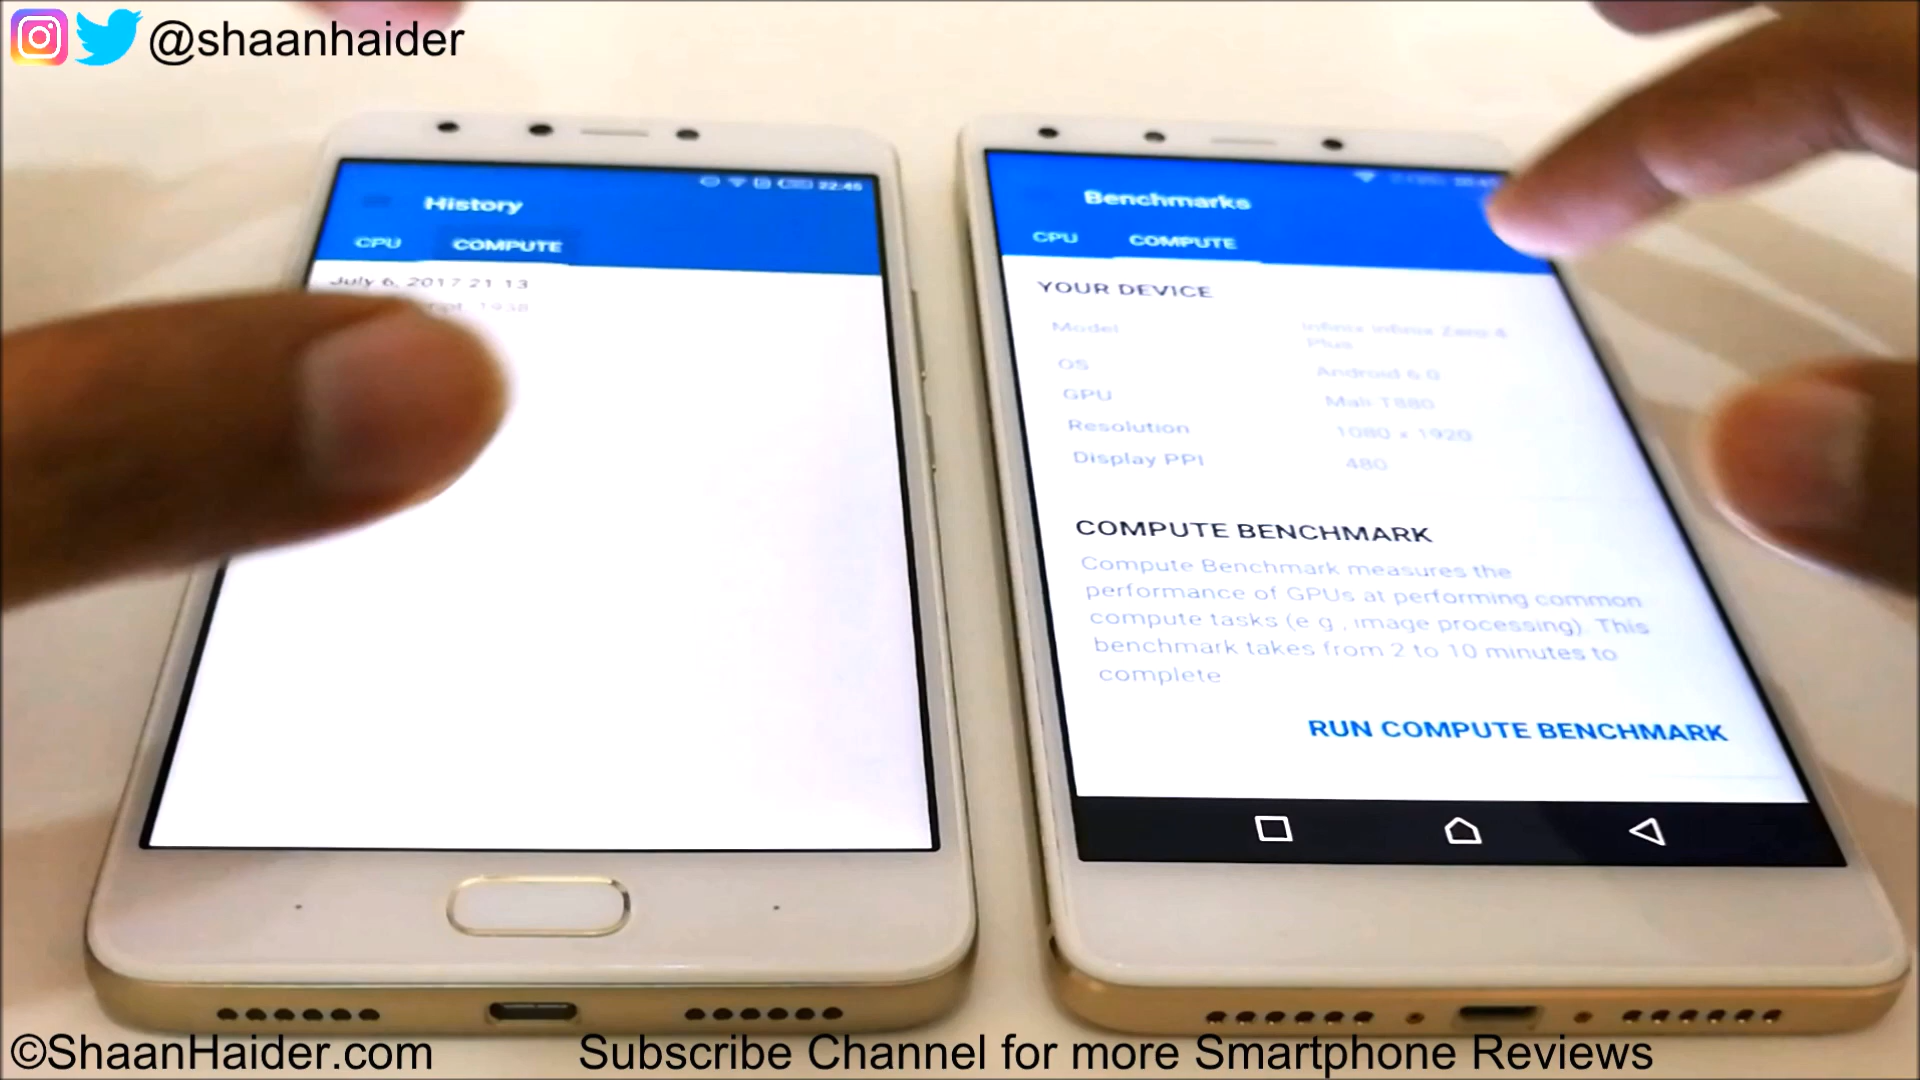 @shaanhaider
22:45
History
CPU COMPUTE
July 6, 2017 21 13
1938
Benchmarks
CPU COMPUTE
YOUR DEVICE
Model Infinix Infinix Zero 4
Plus
OS Android 6.0
GPU Mali-T880
Resolution 1080 x 1920
Display PPI 480
COMPUTE BENCHMARK
Compute Benchmark measures the
performance of GPUs at performing common
compute tasks (e g , image processing). This
benchmark takes from 2 to 10 minutes to
complete
RUN COMPUTE BENCHMARK
©ShaanHaider.com
Subscribe Channel for more Smartphone Reviews